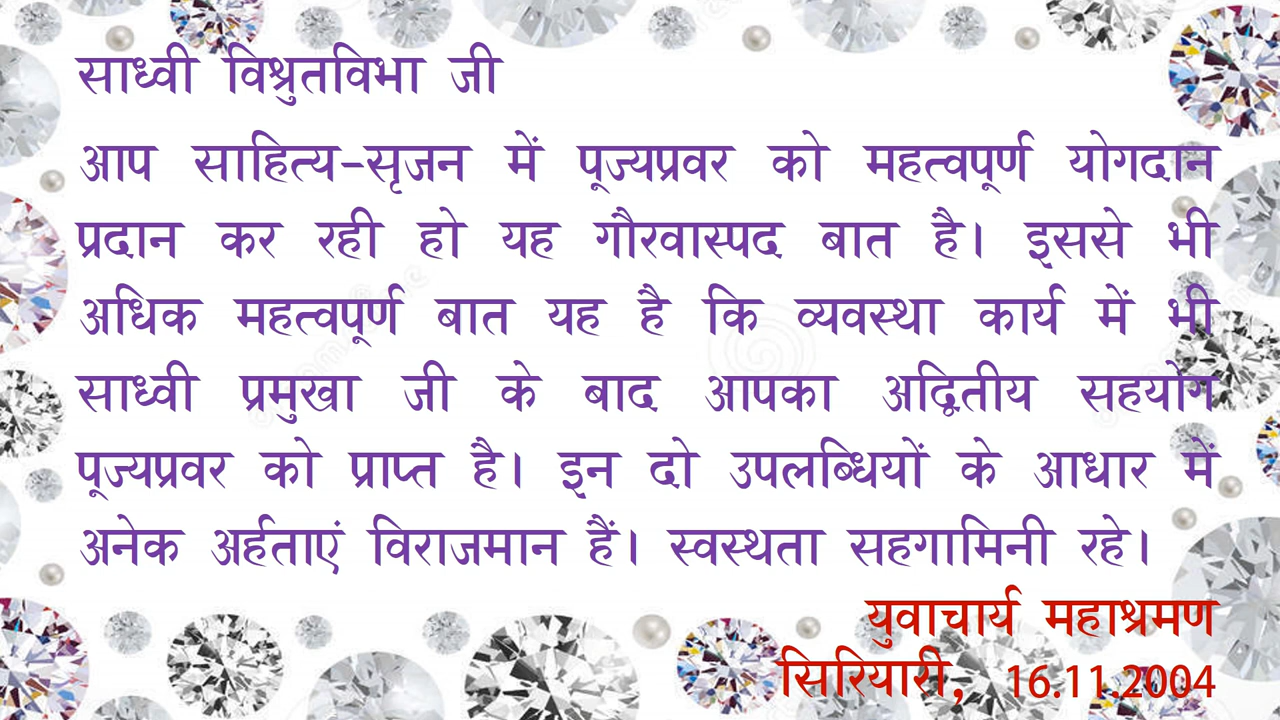 साध्वी विश्रुतविभा जी
आप साहित्य-सृजन में पूज्यप्रवर को महत्वपूर्ण योगदान
प्रदान कर रही हो यह गौरवास्पद बात है। इससे भी
अधिक महत्वपूर्ण बात यह है कि व्यवस्था कार्य में भी
साध्वी प्रमुखा जी के बाद आपका अद्वितीय सहयोग
पूज्यप्रवर को प्राप्त है। इन दो उपलब्धियों के आधार में
अनेक अर्हताएं विराजमान हैं। स्वस्थता सहगामिनी रहे।
युवाचार्य महाश्रमण
सिरियारी, 16.11.2004